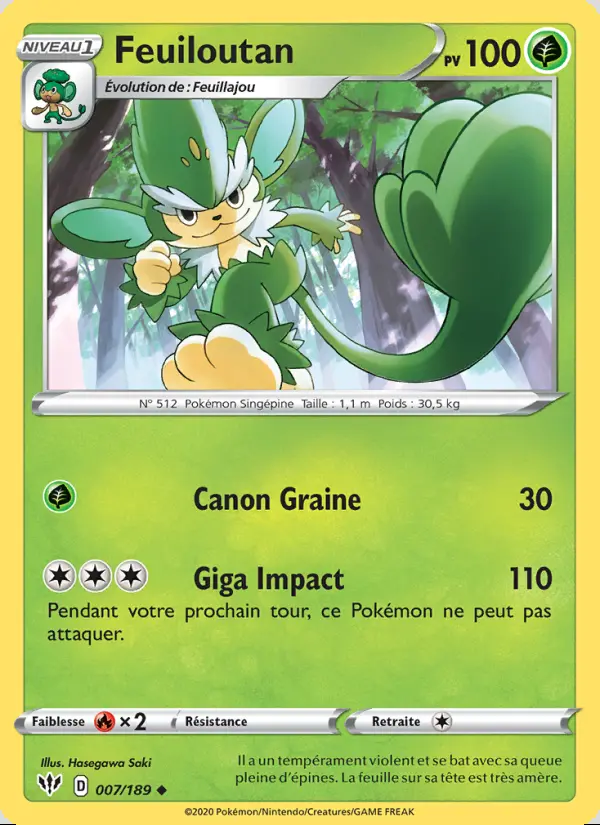 NIVEAU 1
Feuiloutan
PV 100
Évolution de : Feuillajou
N° 512 Pokémon Singépine Taille : 1,1 m Poids : 30,5 kg
Canon Graine 30
Giga Impact 110
Pendant votre prochain tour, ce Pokémon ne peut pas
attaquer.
Faiblesse ×2 Résistance Retraite
Illus. Hasegawa Saki
Il a un tempérament violent et se bat avec sa queue
pleine d'épines. La feuille sur sa tête est très amère.
D 007/189
©2020 Pokémon/Nintendo/Creatures/GAME FREAK